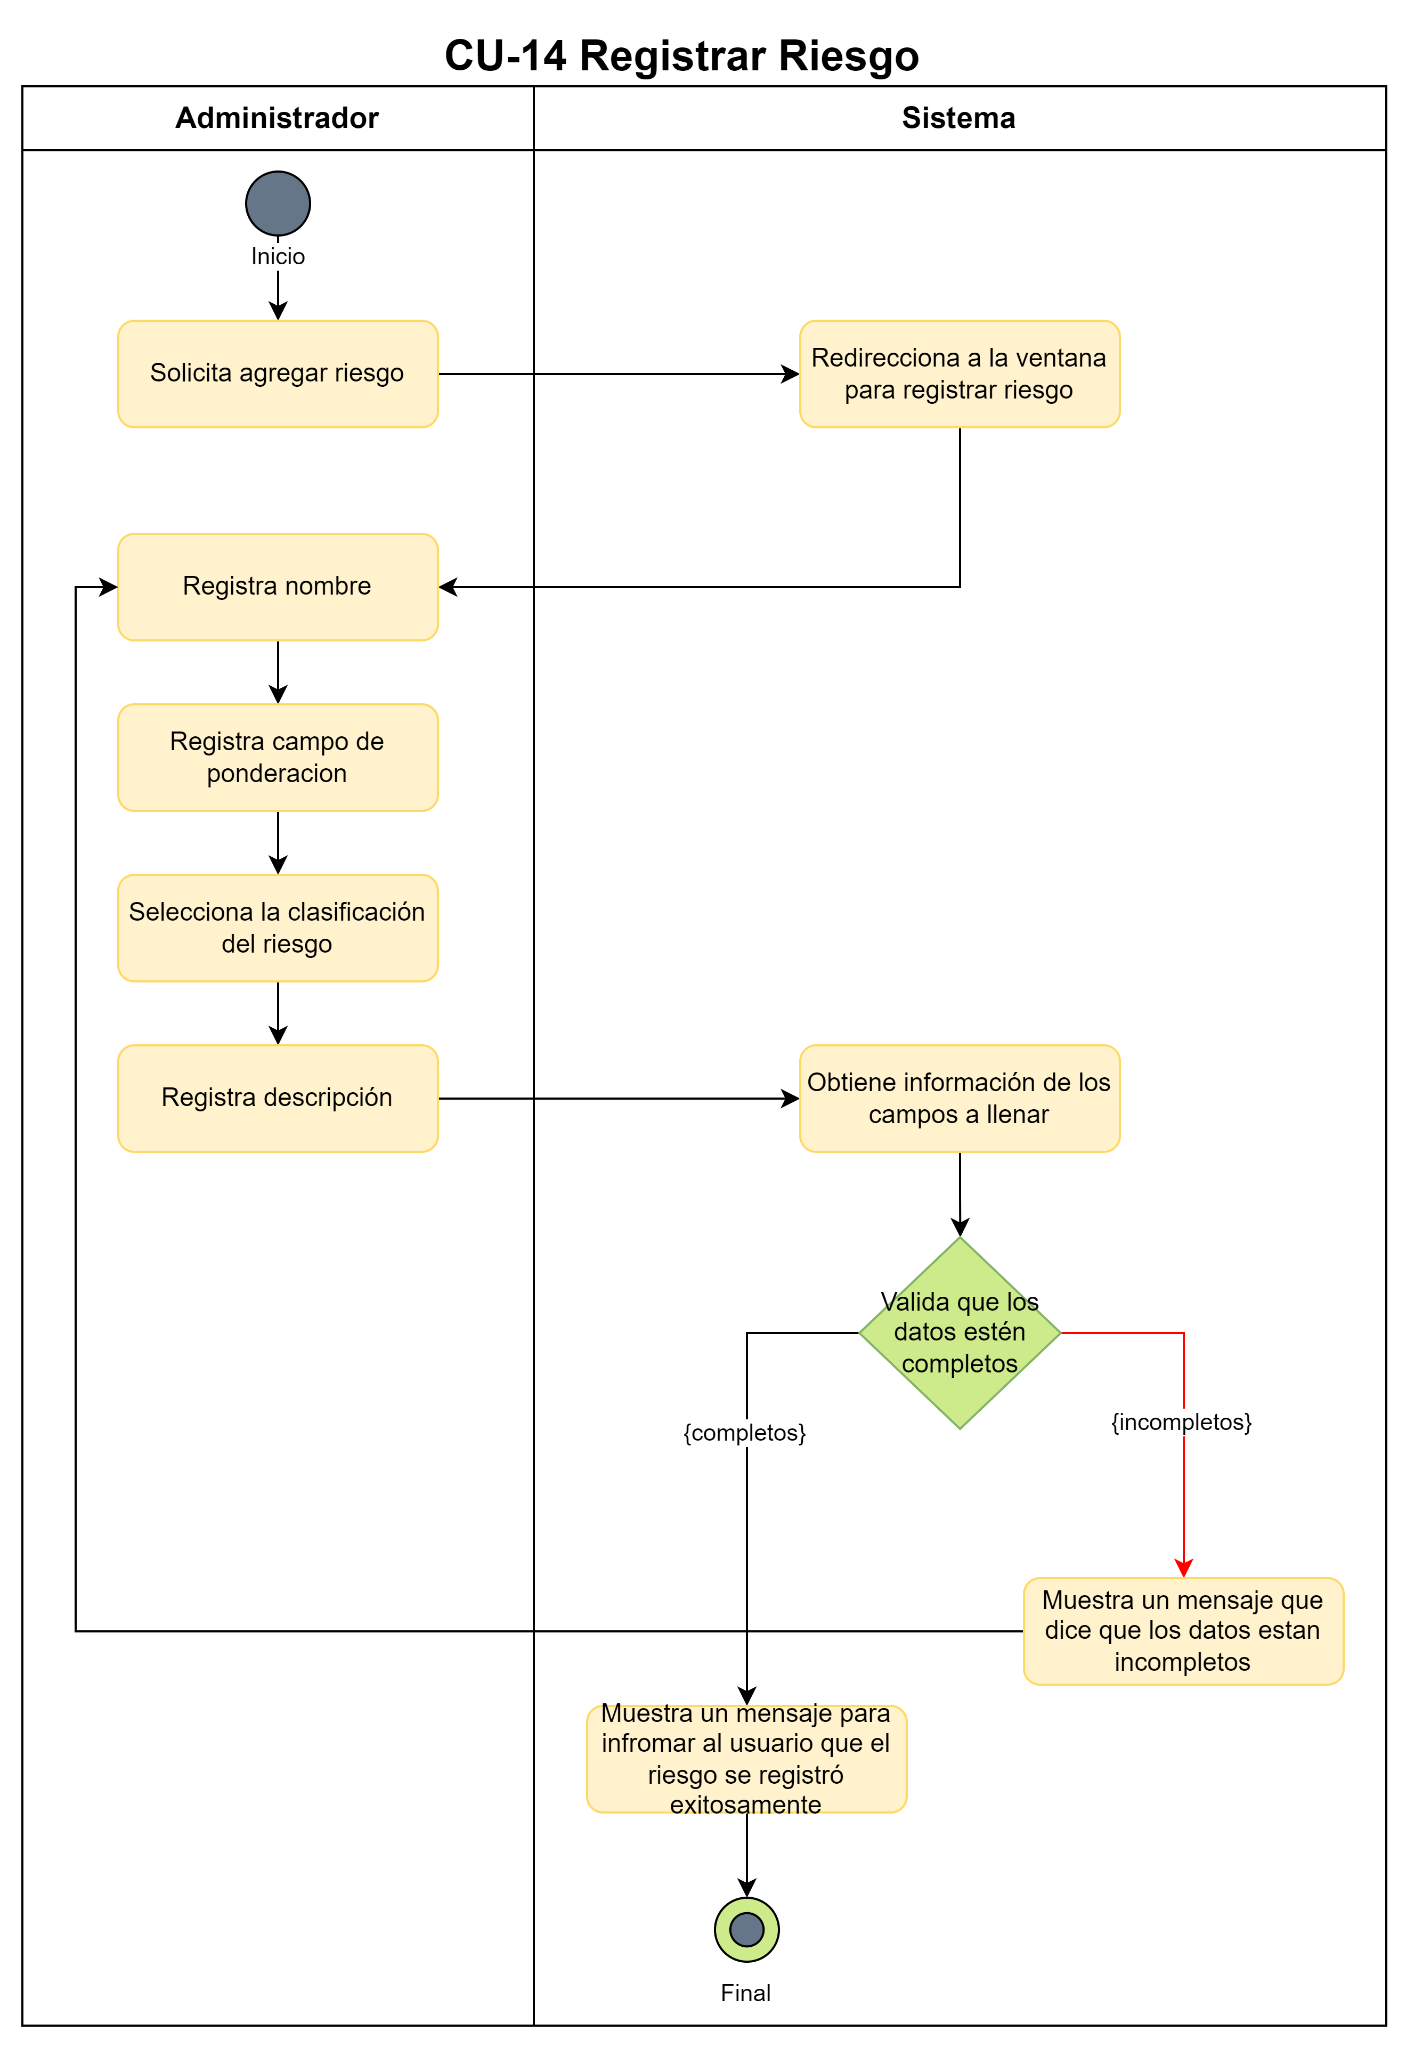 CU-14 Registrar Riesgo
Administrador
Sistema
Inicio
Solicita agregar riesgo
Redirecciona a la ventana
para registrar riesgo
Registra nombre
Registra campo de
ponderacion
Selecciona la clasificación
del riesgo
Registra descripción
Obtiene información de los
campos a llenar
Valida que los
datos estén
completos
{completos}
{incompletos}
Muestra un mensaje que
dice que los datos estan
incompletos
Muestra un mensaje para
infromar al usuario que el
riesgo se registró
exitosamente
Final